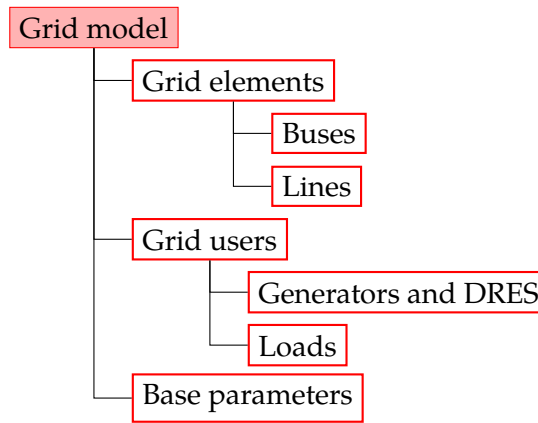 Grid model
Grid elements
Buses
Lines
Grid users
Generators and DRES
Loads
Base parameters